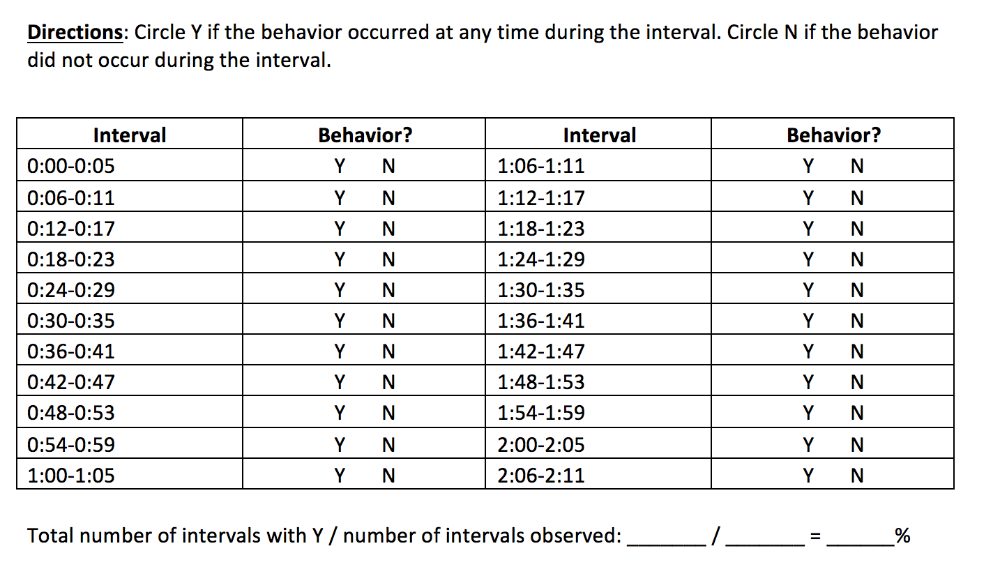 Directions: Circle Y if the behavior occurred at any time during the interval. Circle N if the behavior
did not occur during the interval.
Interval Behavior? Interval Behavior?
0:00-0:05 Y N 1:06-1:11 Y N
0:06-0:11 Y N 1:12-1:17 Y N
0:12-0:17 Y N 1:18-1:23 Y N
0:18-0:23 Y N 1:24-1:29 Y N
0:24-0:29 Y N 1:30-1:35 Y N
0:30-0:35 Y N 1:36-1:41 Y N
0:36-0:41 Y N 1:42-1:47 Y N
0:42-0:47 Y N 1:48-1:53 Y N
0:48-0:53 Y N 1:54-1:59 Y N
0:54-0:59 Y N 2:00-2:05 Y N
1:00-1:05 Y N 2:06-2:11 Y N
Total number of intervals with Y / number of intervals observed: _______ / _______ = ______%